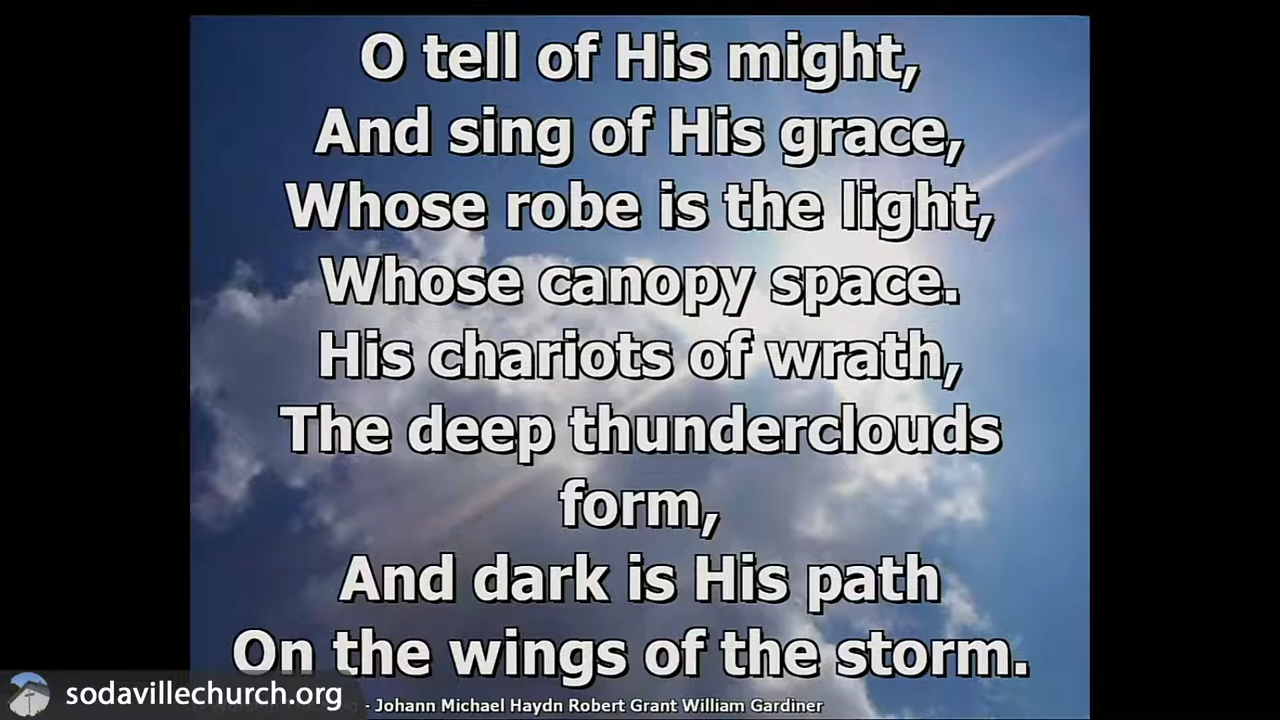 O tell of His might,
And sing of His grace,
Whose robe is the light,
Whose canopy space.
His chariots of wrath,
The deep thunderclouds
form,
And dark is His path
On the wings of the storm.
sodavillechurch.org
- Johann Michael Haydn Robert Grant William Gardiner